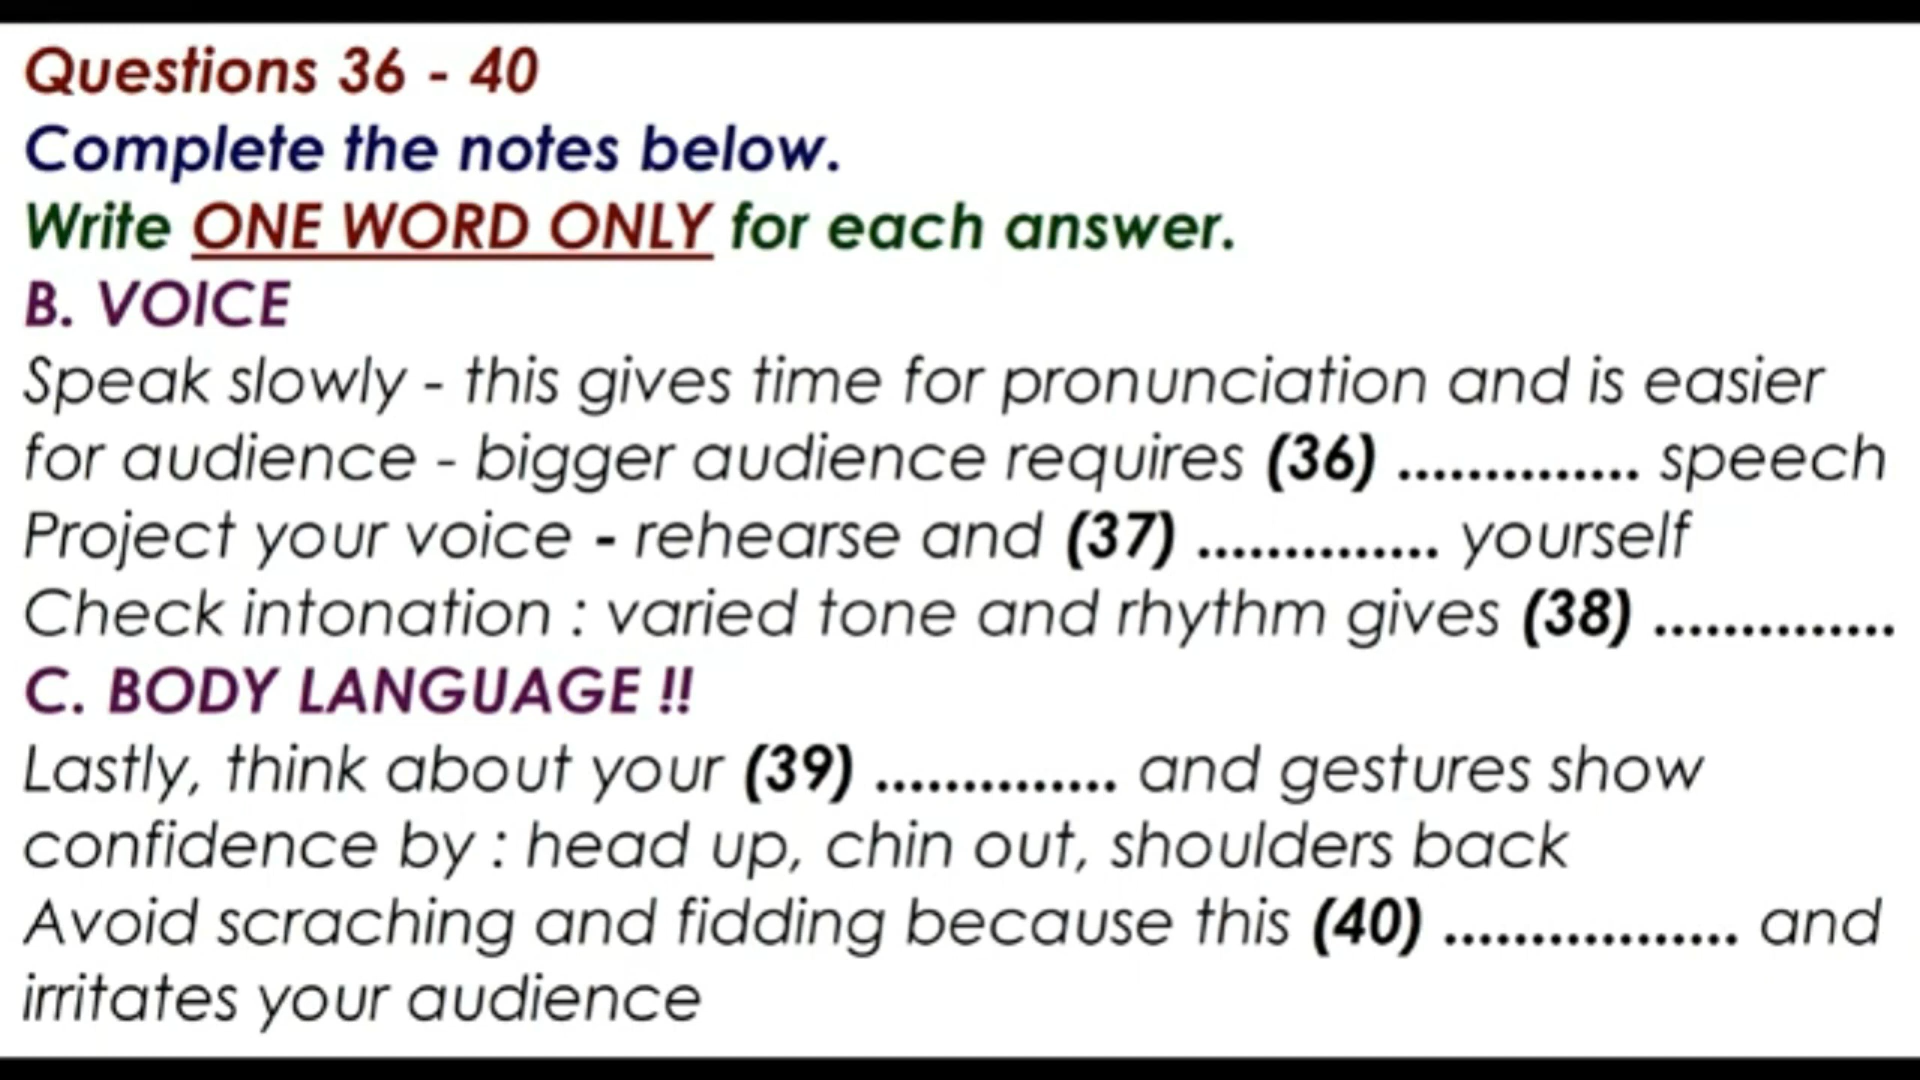 Questions 36 - 40
Complete the notes below.
Write ONE WORD ONLY for each answer.
B. VOICE
Speak slowly - this gives time for pronunciation and is easier
for audience - bigger audience requires (36) .............. speech
Project your voice - rehearse and (37) .............. yourself
Check intonation : varied tone and rhythm gives (38) ..............
C. BODY LANGUAGE !!
Lastly, think about your (39) .............. and gestures show
confidence by : head up, chin out, shoulders back
Avoid scraching and fidding because this (40) ................. and
irritates your audience